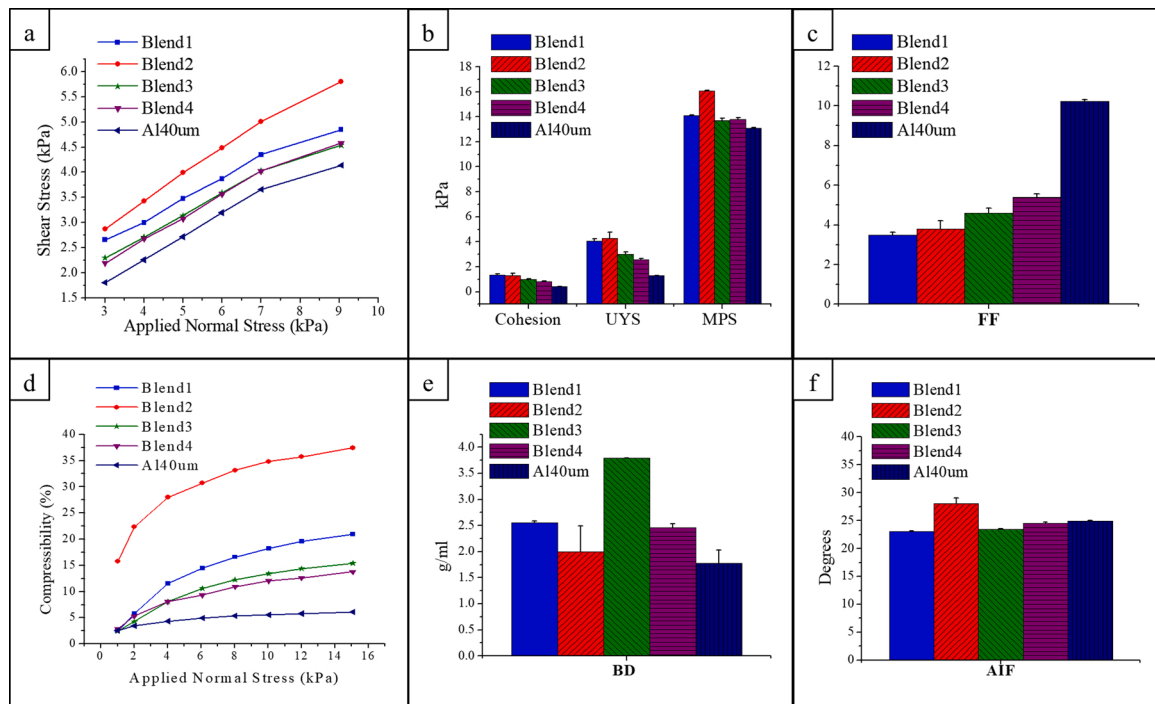 a
Blend1
Blend2
Blend3
Blend4
Al40um
6.0
5.5
5.0
4.5
4.0
3.5
3.0
2.5
2.0
1.5
Shear Stress (kPa)
3 4 5 6 7 8 9 10
Applied Normal Stress (kPa)
b
Blend1
Blend2
Blend3
Blend4
Al40um
18
16
14
12
10
8
6
4
2
0
kPa
Cohesion UYS MPS
c
Blend1
Blend2
Blend3
Blend4
Al40um
12
10
8
6
4
2
0
FF
d
Blend1
Blend2
Blend3
Blend4
Al40um
40
35
30
25
20
15
10
5
0
Compressibility (%)
0 2 4 6 8 10 12 14 16
Applied Normal Stress (kPa)
e
Blend1
Blend2
Blend3
Blend4
Al40um
4.0
3.5
3.0
2.5
2.0
1.5
1.0
0.5
0.0
g/ml
BD
f
Blend1
Blend2
Blend3
Blend4
Al40um
40
35
30
25
20
15
10
5
0
Degrees
AIF